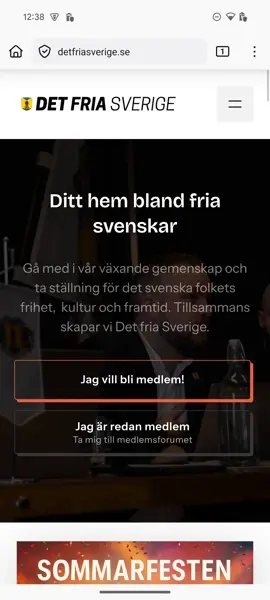 12:38
detfriasverige.se
1
DET FRIA SVERIGE
Ditt hem bland fria
svenskar
Gå med i vår växande gemenskap och
ta ställning för det svenska folkets
frihet, kultur och framtid. Tillsammans
skapar vi Det fria Sverige.
Jag vill bli medlem!
Jag är redan medlem
Ta mig till medlemsforumet
SOMMARFESTEN